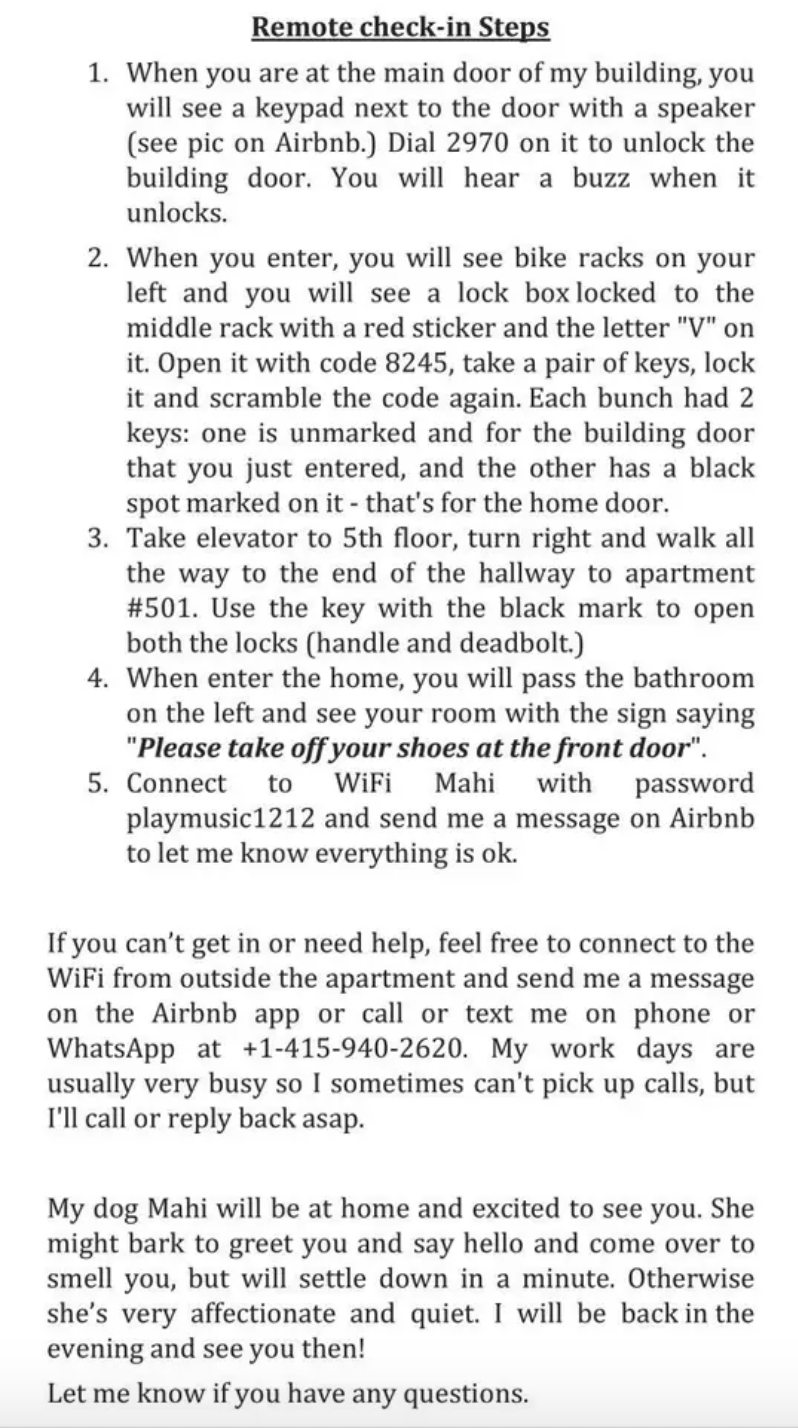 Remote check-in Steps
1. When you are at the main door of my building, you
will see a keypad next to the door with a speaker
(see pic on Airbnb.) Dial 2970 on it to unlock the
building door. You will hear a buzz when it
unlocks.
2. When you enter, you will see bike racks on your
left and you will see a lock box locked to the
middle rack with a red sticker and the letter "V" on
it. Open it with code 8245, take a pair of keys, lock
it and scramble the code again. Each bunch had 2
keys: one is unmarked and for the building door
that you just entered, and the other has a black
spot marked on it - that's for the home door.
3. Take elevator to 5th floor, turn right and walk all
the way to the end of the hallway to apartment
#501. Use the key with the black mark to open
both the locks (handle and deadbolt.)
4. When enter the home, you will pass the bathroom
on the left and see your room with the sign saying
"Please take off your shoes at the front door".
5. Connect to WiFi Mahi with password
playmusic1212 and send me a message on Airbnb
to let me know everything is ok.
If you can’t get in or need help, feel free to connect to the
WiFi from outside the apartment and send me a message
on the Airbnb app or call or text me on phone or
WhatsApp at +1-415-940-2620. My work days are
usually very busy so I sometimes can't pick up calls, but
I'll call or reply back asap.
My dog Mahi will be at home and excited to see you. She
might bark to greet you and say hello and come over to
smell you, but will settle down in a minute. Otherwise
she’s very affectionate and quiet. I will be back in the
evening and see you then!
Let me know if you have any questions.